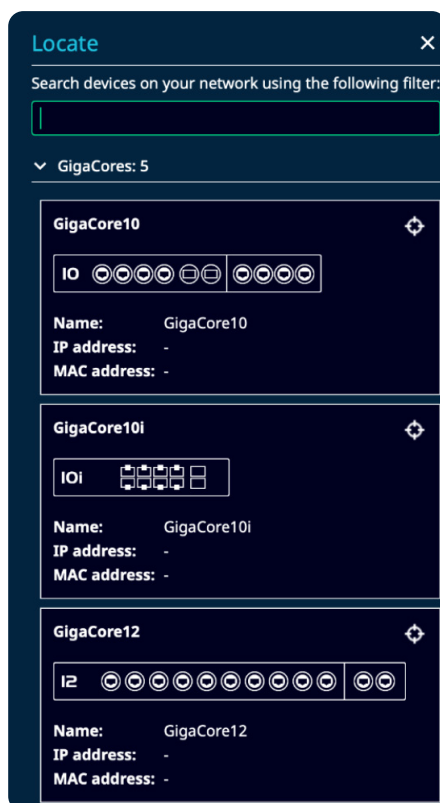 Locate
Search devices on your network using the following filter:
GigaCores: 5
GigaCore10
10
Name: GigaCore10
IP address: -
MAC address: -
GigaCore10i
10i
Name: GigaCore10i
IP address: -
MAC address: -
GigaCore12
12
Name: GigaCore12
IP address: -
MAC address: -